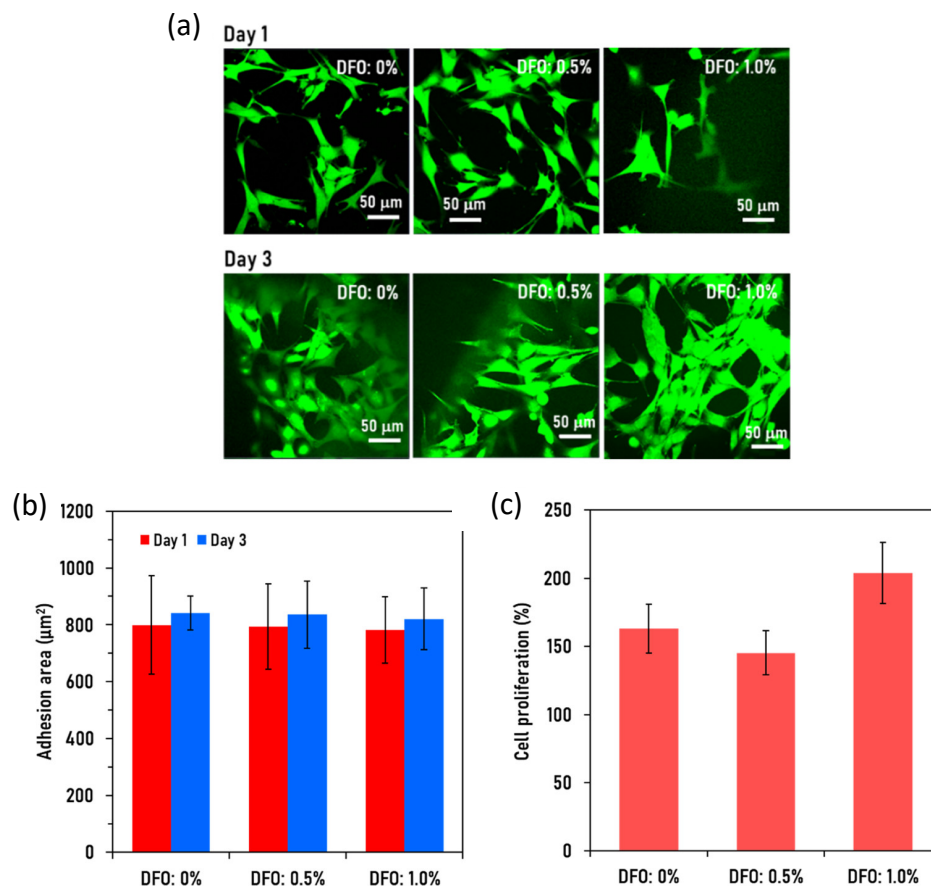 (a)
Day 1
DFO: 0%
DFO: 0.5%
DFO: 1.0%
50 µm
50 µm
50 µm
Day 3
DFO: 0%
DFO: 0.5%
DFO: 1.0%
50 µm
50 µm
50 µm
(b)
1200
1000
800
600
400
200
0
Adhesion area (µm²)
Day 1
Day 3
DFO: 0%
DFO: 0.5%
DFO: 1.0%
(c)
250
200
150
100
50
0
Cell proliferation (%)
DFO: 0%
DFO: 0.5%
DFO: 1.0%